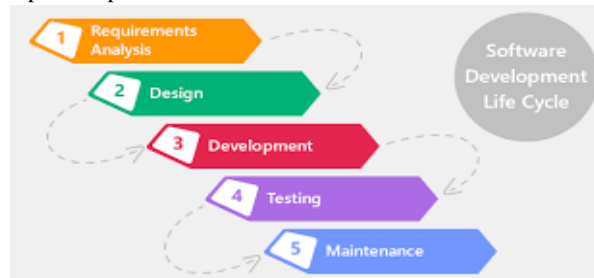 1
Requirements
Analysis
Software
Development
Life Cycle
2
Design
3
Development
4
Testing
5
Maintenance